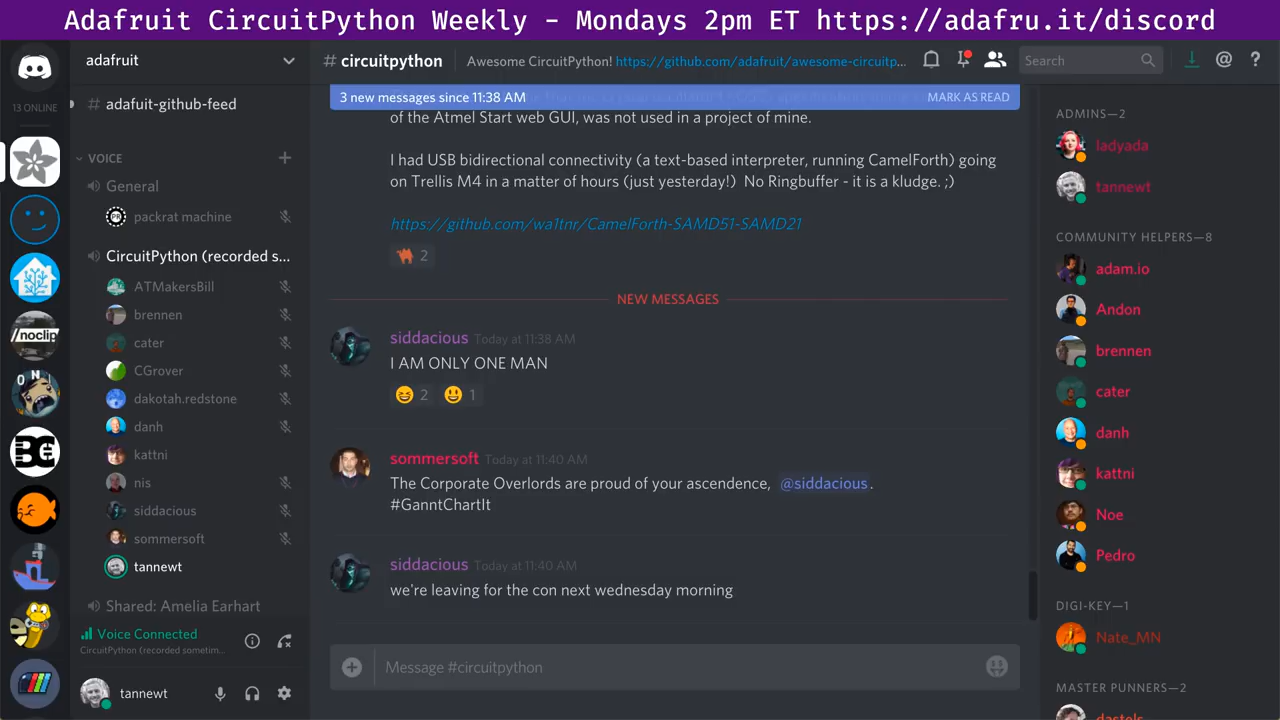 Adafruit CircuitPython Weekly - Mondays 2pm ET https://adafru.it/discord
13 ONLINE
/noclip
adafruit
# adafuit-github-feed
VOICE
General
packrat machine
CircuitPython (recorded s...
ATMakersBill
brennen
cater
CGrover
dakotah.redstone
danh
kattni
nis
siddacious
sommersoft
tannewt
Shared: Amelia Earhart
Voice Connected
CircuitPython (recorded sometim...
tannewt
# circuitpython
Awesome CircuitPython! https://github.com/adafruit/awesome-circuitp...
Search
3 new messages since 11:38 AM
MARK AS READ
of the Atmel Start web GUI, was not used in a project of mine.
I had USB bidirectional connectivity (a text-based interpreter, running CamelForth) going
on Trellis M4 in a matter of hours (just yesterday!) No Ringbuffer - it is a kludge. ;)
https://github.com/wa1tnr/CamelForth-SAMD51-SAMD21
2
NEW MESSAGES
siddacious Today at 11:38 AM
I AM ONLY ONE MAN
2 1
sommersoft Today at 11:40 AM
The Corporate Overlords are proud of your ascendence, @siddacious.
#GanntChartIt
siddacious Today at 11:40 AM
we're leaving for the con next wednesday morning
Message #circuitpython
ADMINS—2
ladyada
tannewt
COMMUNITY HELPERS—8
adam.io
Andon
brennen
cater
danh
kattni
Noe
Pedro
DIGI-KEY—1
Nate_MN
MASTER PUNNERS—2
dastels